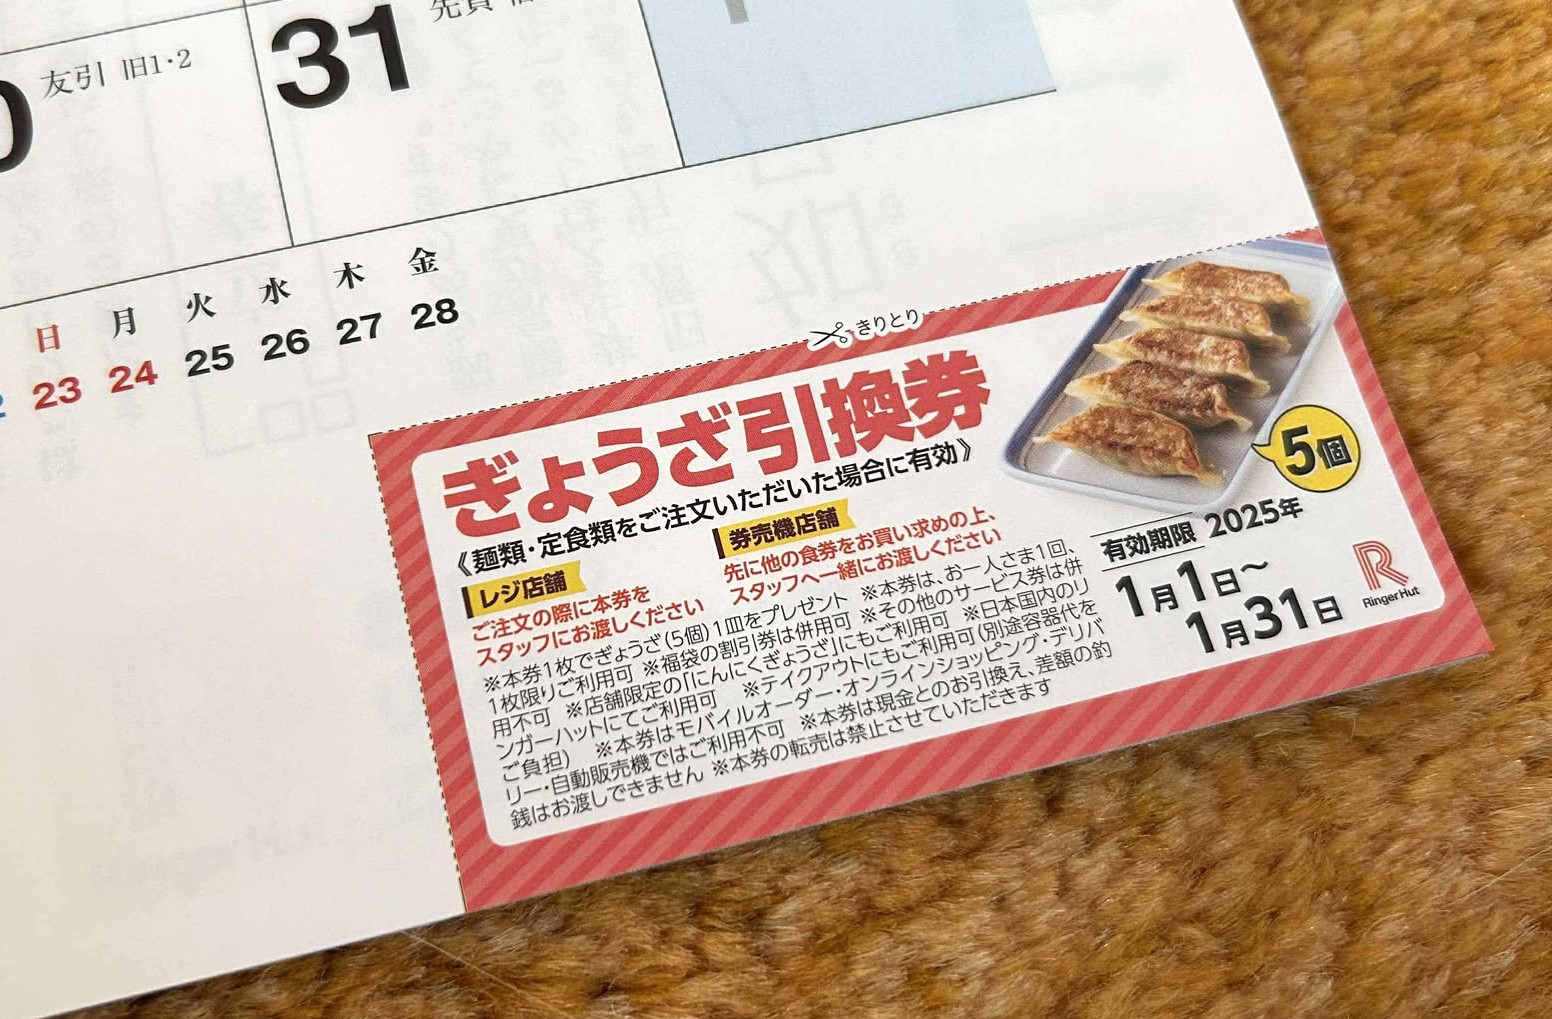 友引 旧1・2
31
日 月 火 水 木 金
23 24 25 26 27 28
きりとり
ぎょうざ引換券
《麺類・定食類をご注文いただいた場合に有効》
レジ店舗
ご注文の際に本券を
スタッフにお渡しください
券売機店舗
先に他の食券をお買い求めの上、
スタッフへ一緒にお渡しください
※本券1枚でぎょうざ(5個)1皿をプレゼント ※本券は、お一人さま1回、
1枚限りご利用可 ※福袋の割引券は併用可 ※その他のサービス券は併
用不可 ※店舗限定の「にんにくぎょうざ」にもご利用可 ※日本国内のリ
ンガーハットにてご利用可 ※テイクアウトにもご利用可(別途容器代を
ご負担) ※本券はモバイルオーダー・オンラインショッピング・デリバ
リー・自動販売機ではご利用不可 ※本券は現金とのお引換え、差額の釣
銭はお渡しできません ※本券の転売は禁止させていただきます
5個
有効期限 2025年
1月1日〜
1月31日
RingerHut